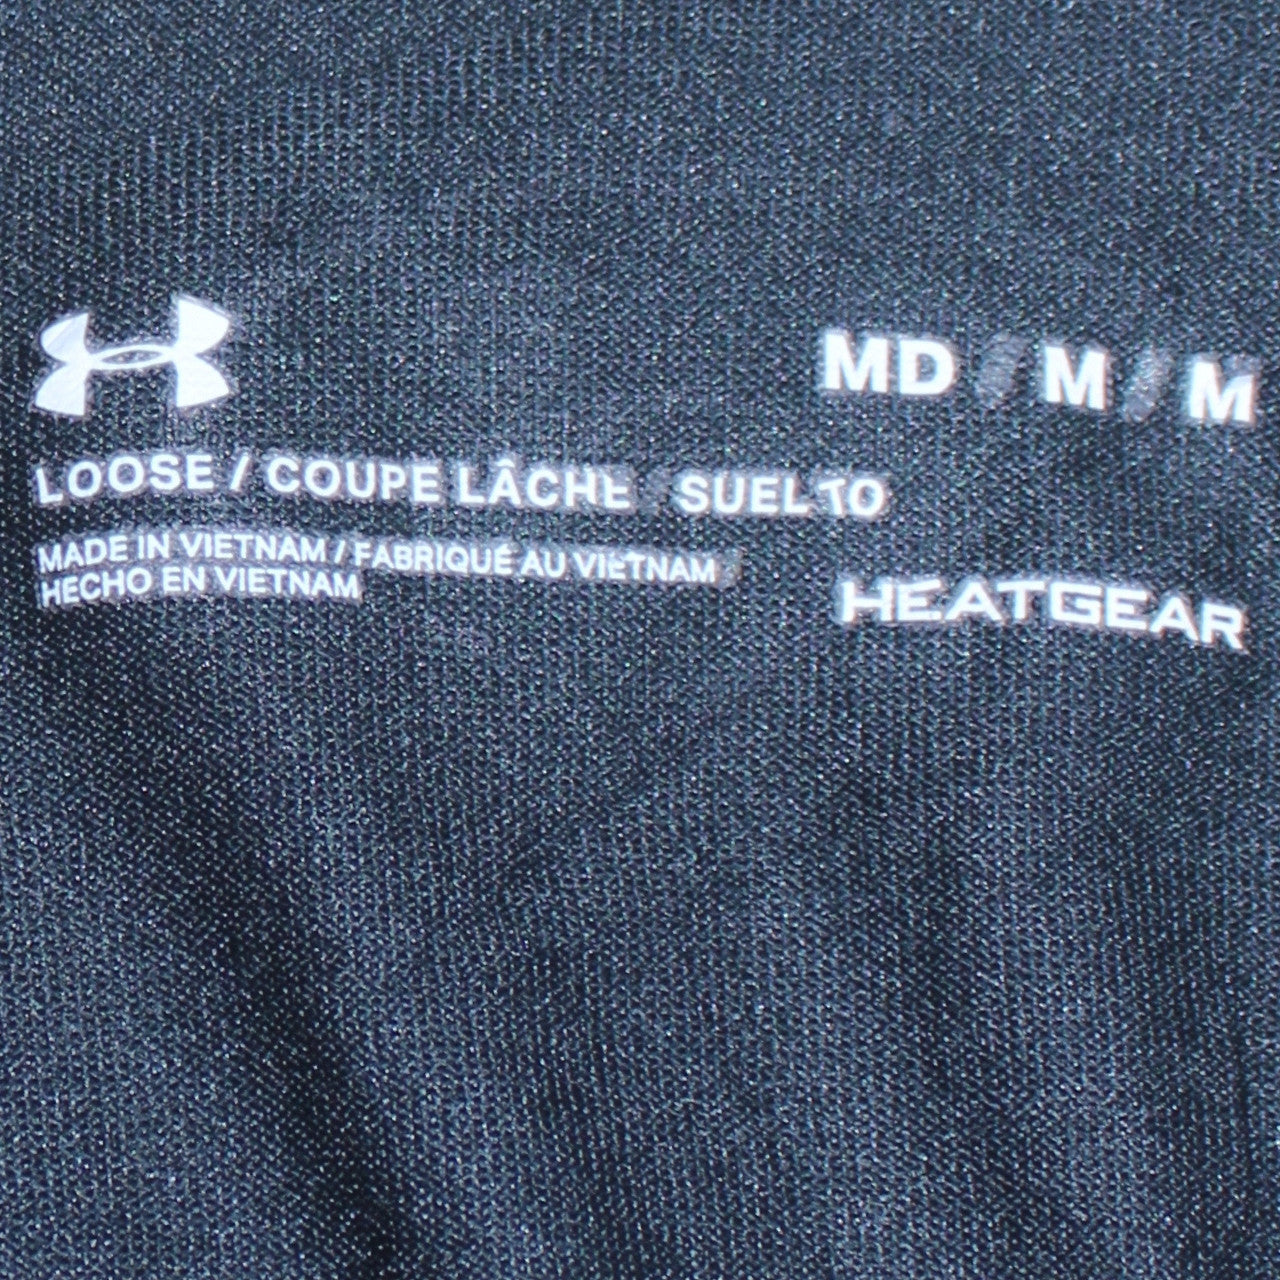 MD / M / M
LOOSE / COUPE LÂCHE / SUELTO
MADE IN VIETNAM / FABRIQUÉ AU VIETNAM /
HECHO EN VIETNAM
HEATGEAR